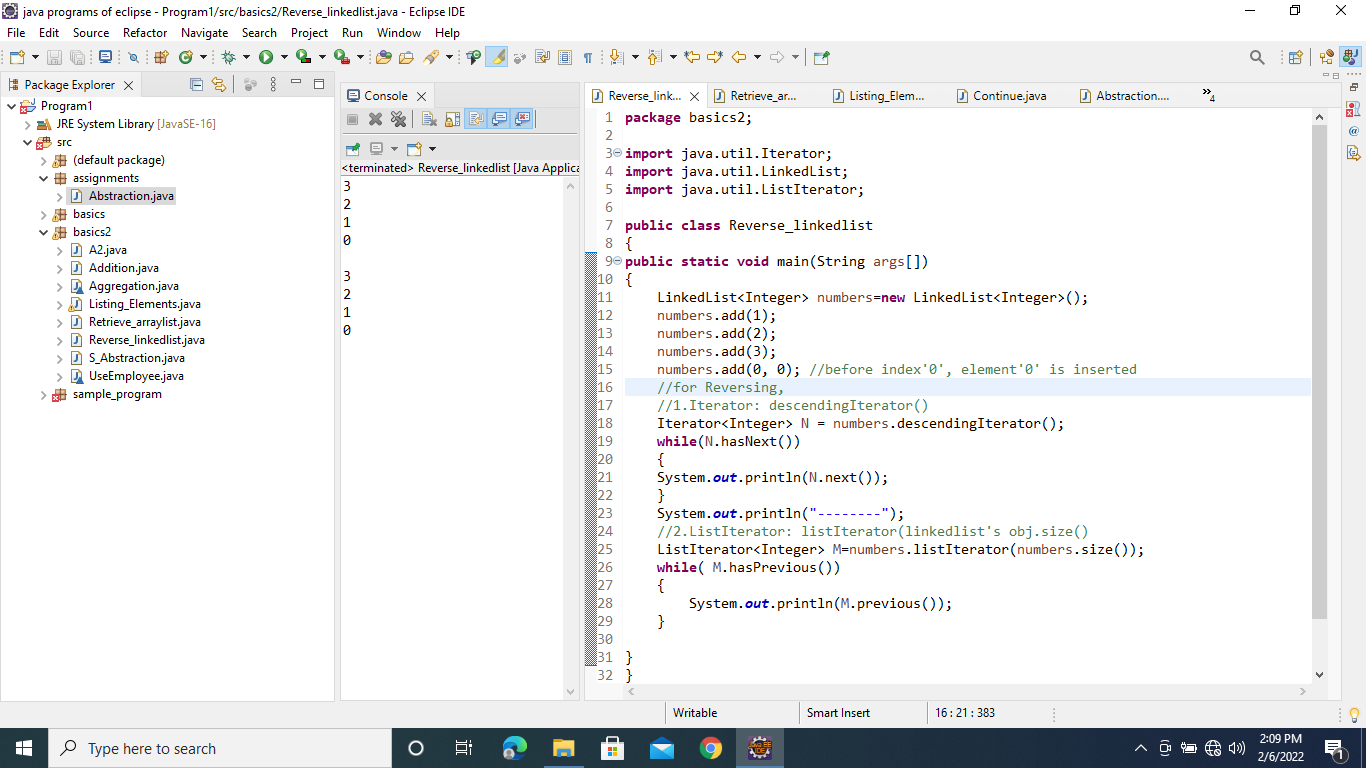 java programs of eclipse - Program1/src/basics2/Reverse_linkedlist.java - Eclipse IDE
File Edit Source Refactor Navigate Search Project Run Window Help
Package Explorer
Program1
JRE System Library [JavaSE-16]
src
(default package)
assignments
Abstraction.java
basics
basics2
A2.java
Addition.java
Aggregation.java
Listing_Elements.java
Retrieve_arraylist.java
Reverse_linkedlist.java
S_Abstraction.java
UseEmployee.java
sample_program
Console
<terminated> Reverse_linkedlist [Java Applica
3
2
1
0
3
2
1
0
Reverse_link... Retrieve_ar... Listing_Elem... Continue.java Abstraction.... »4
1 package basics2;
2
3 import java.util.Iterator;
4 import java.util.LinkedList;
5 import java.util.ListIterator;
6
7 public class Reverse_linkedlist
8 {
9 public static void main(String args[])
10 {
11 LinkedList<Integer> numbers=new LinkedList<Integer>();
12 numbers.add(1);
13 numbers.add(2);
14 numbers.add(3);
15 numbers.add(0, 0); //before index'0', element'0' is inserted
16 //for Reversing,
17 //1.Iterator: descendingIterator()
18 Iterator<Integer> N = numbers.descendingIterator();
19 while(N.hasNext())
20 {
21 System.out.println(N.next());
22 }
23 System.out.println("--------");
24 //2.ListIterator: listIterator(linkedlist's obj.size()
25 ListIterator<Integer> M=numbers.listIterator(numbers.size());
26 while( M.hasPrevious())
27 {
28 System.out.println(M.previous());
29 }
30
31 }
32 }
Writable Smart Insert 16 : 21 : 383
Type here to search
2:09 PM
2/6/2022
1